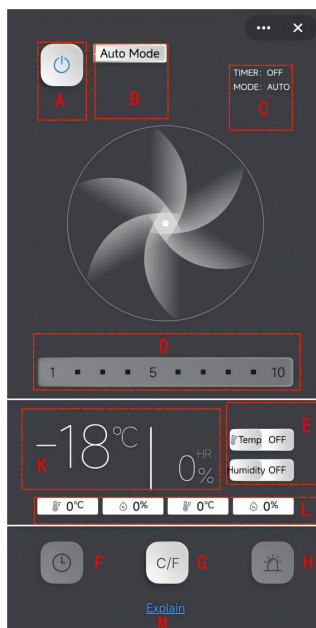 Auto Mode
A
B
TIMER: OFF
MODE: AUTO
C
D
1 5 10
E
Temp OFF
Humidity OFF
K
-18°C
HR
0%
0°C 0% 0°C 0%
L
F
C/F
G
H
Explain
M